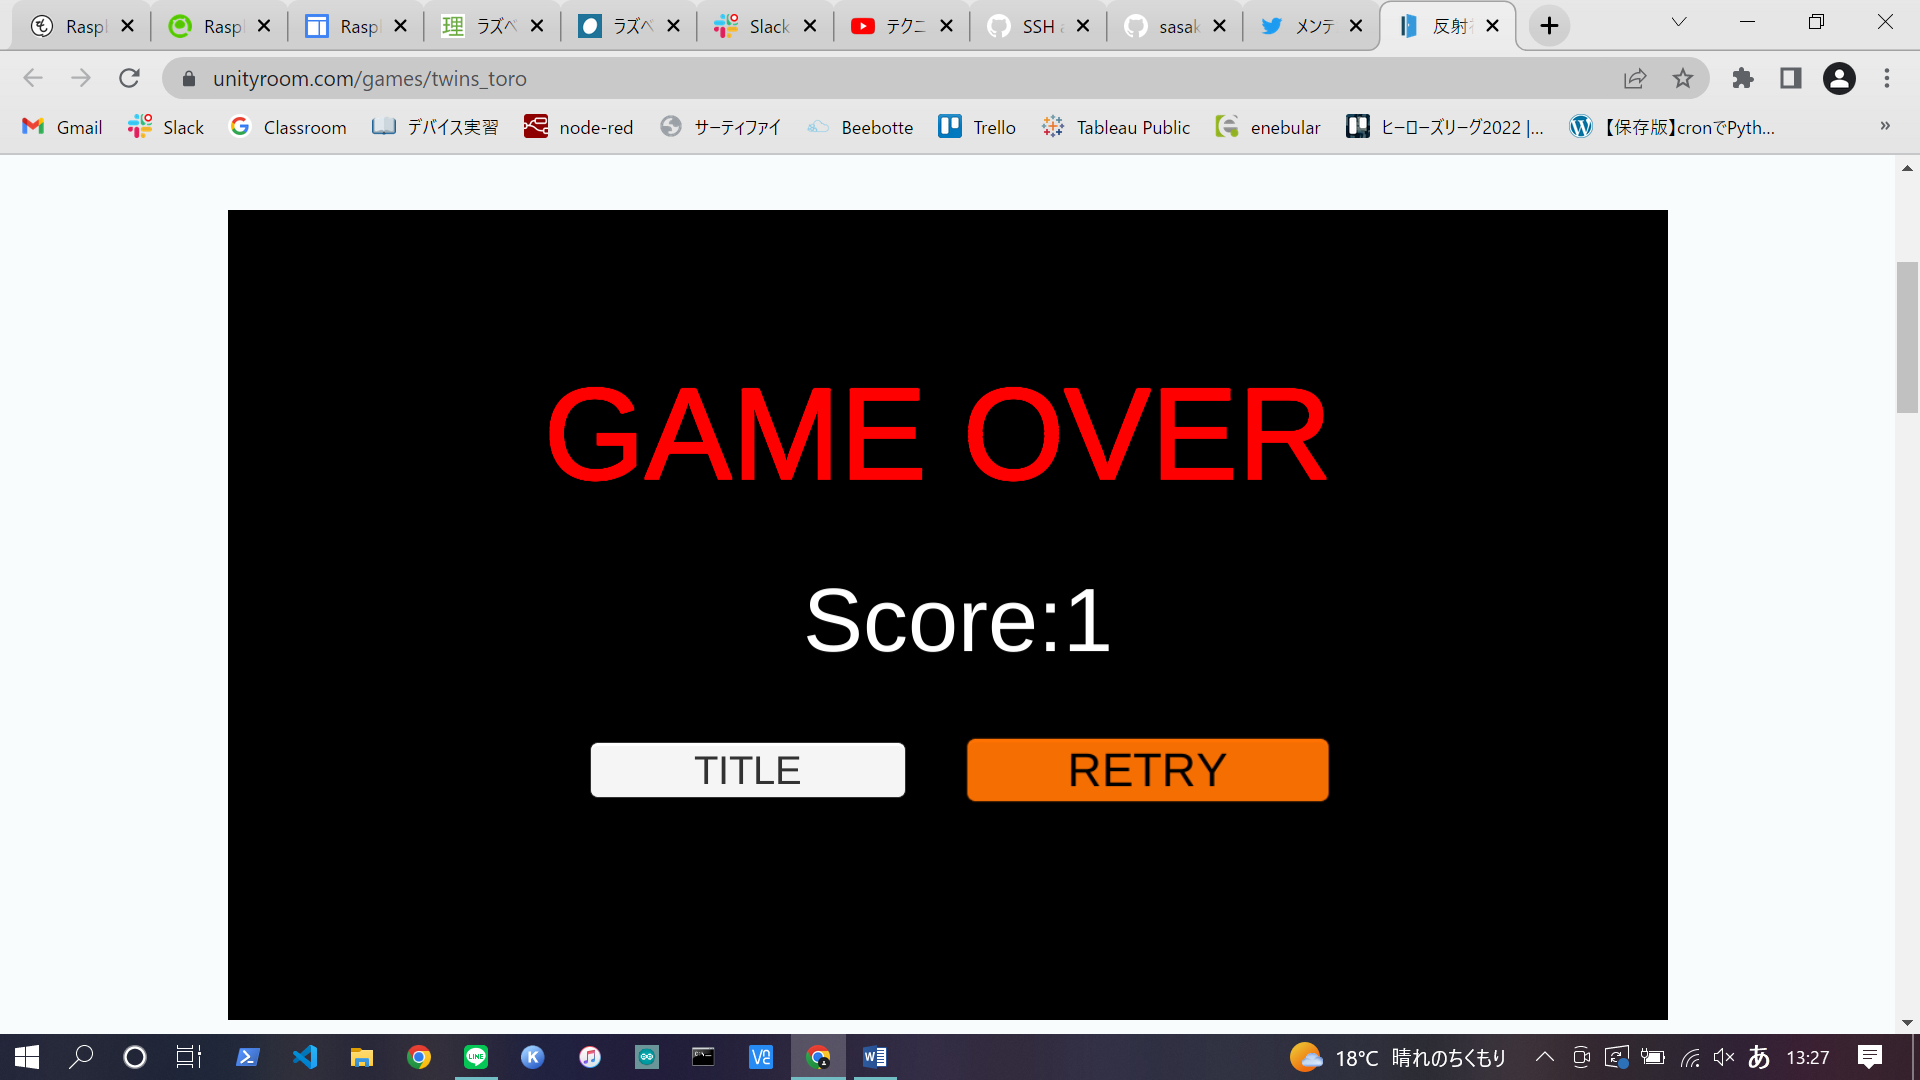 Rasp
Rasp
Rasp
ラズベ
ラズベ
Slack
テクニ
SSH a
sasak
メンテ
反射
unityroom.com/games/twins_toro
Gmail
Slack
Classroom
デバイス実習
node-red
サーティファイ
Beebotte
Trello
Tableau Public
enebular
ヒーローズリーグ2022 |...
【保存版】cronでPyth...
»
GAME OVER
Score:1
TITLE
RETRY
18°C 晴れのちくもり
あ
13:27